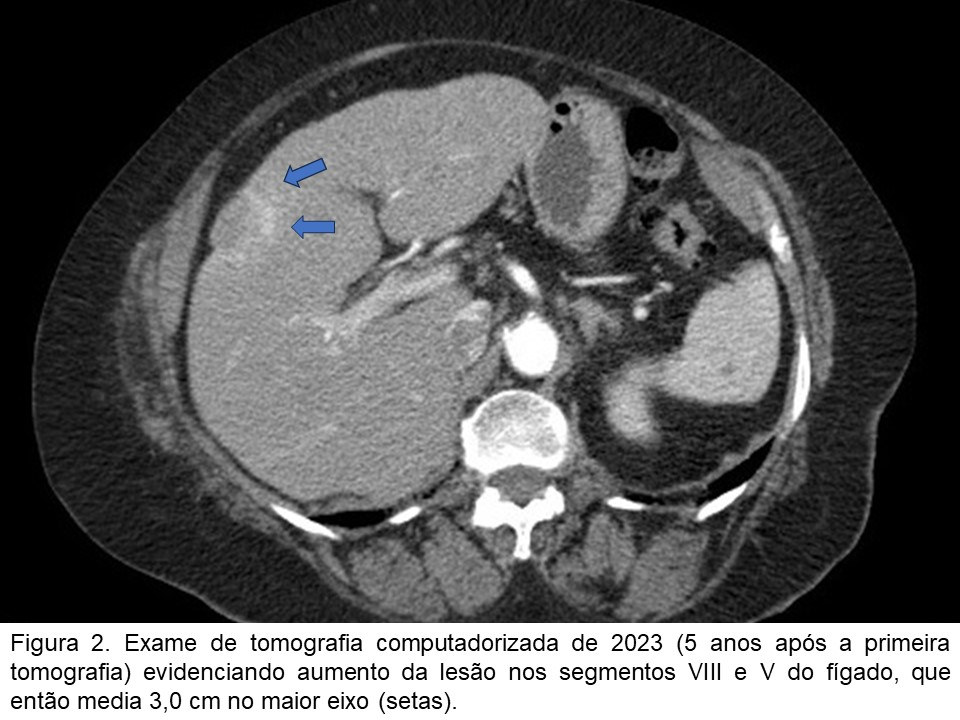 Figura 2. Exame de tomografia computadorizada de 2023 (5 anos após a primeira
tomografia) evidenciando aumento da lesão nos segmentos VIII e V do fígado, que
então media 3,0 cm no maior eixo (setas).